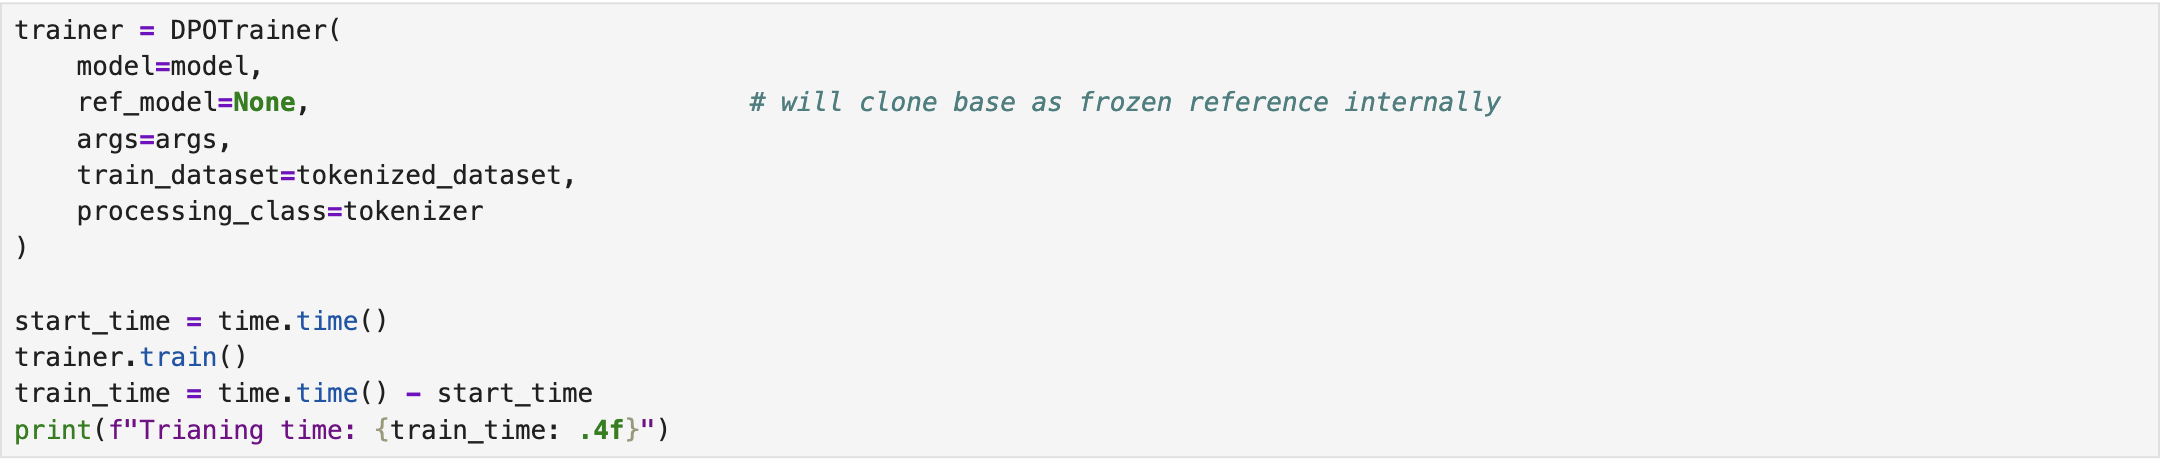 trainer = DPOTrainer(
    model=model,
    ref_model=None,                            # will clone base as frozen reference internally
    args=args,
    train_dataset=tokenized_dataset,
    processing_class=tokenizer
)

start_time = time.time()
trainer.train()
train_time = time.time() - start_time
print(f"Trianing time: {train_time: .4f}")